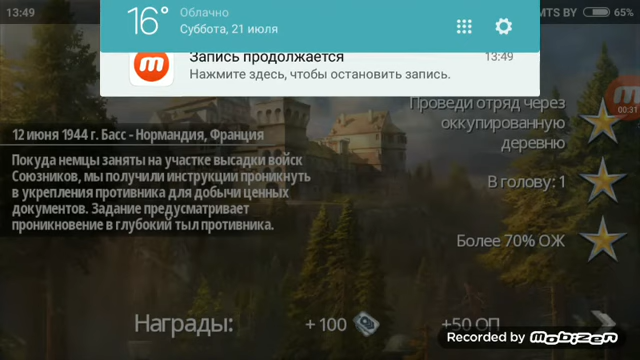 13:49
MTS BY 65%
16° Облачно
Суббота, 21 июля
Запись продолжается 13:49
Нажмите здесь, чтобы остановить запись.
00:31
Проведи отряд через
оккупированную
деревню
12 июня 1944 г. Басс - Нормандия, Франция
Покуда немцы заняты на участке высадки войск
Союзников, мы получили инструкции проникнуть
в укрепления противника для добычи ценных
документов. Задание предусматривает
проникновение в глубокий тыл противника.
В голову: 1
Более 70% ОЖ
Награды: +100 +50 ОП
Recorded by Mobizen